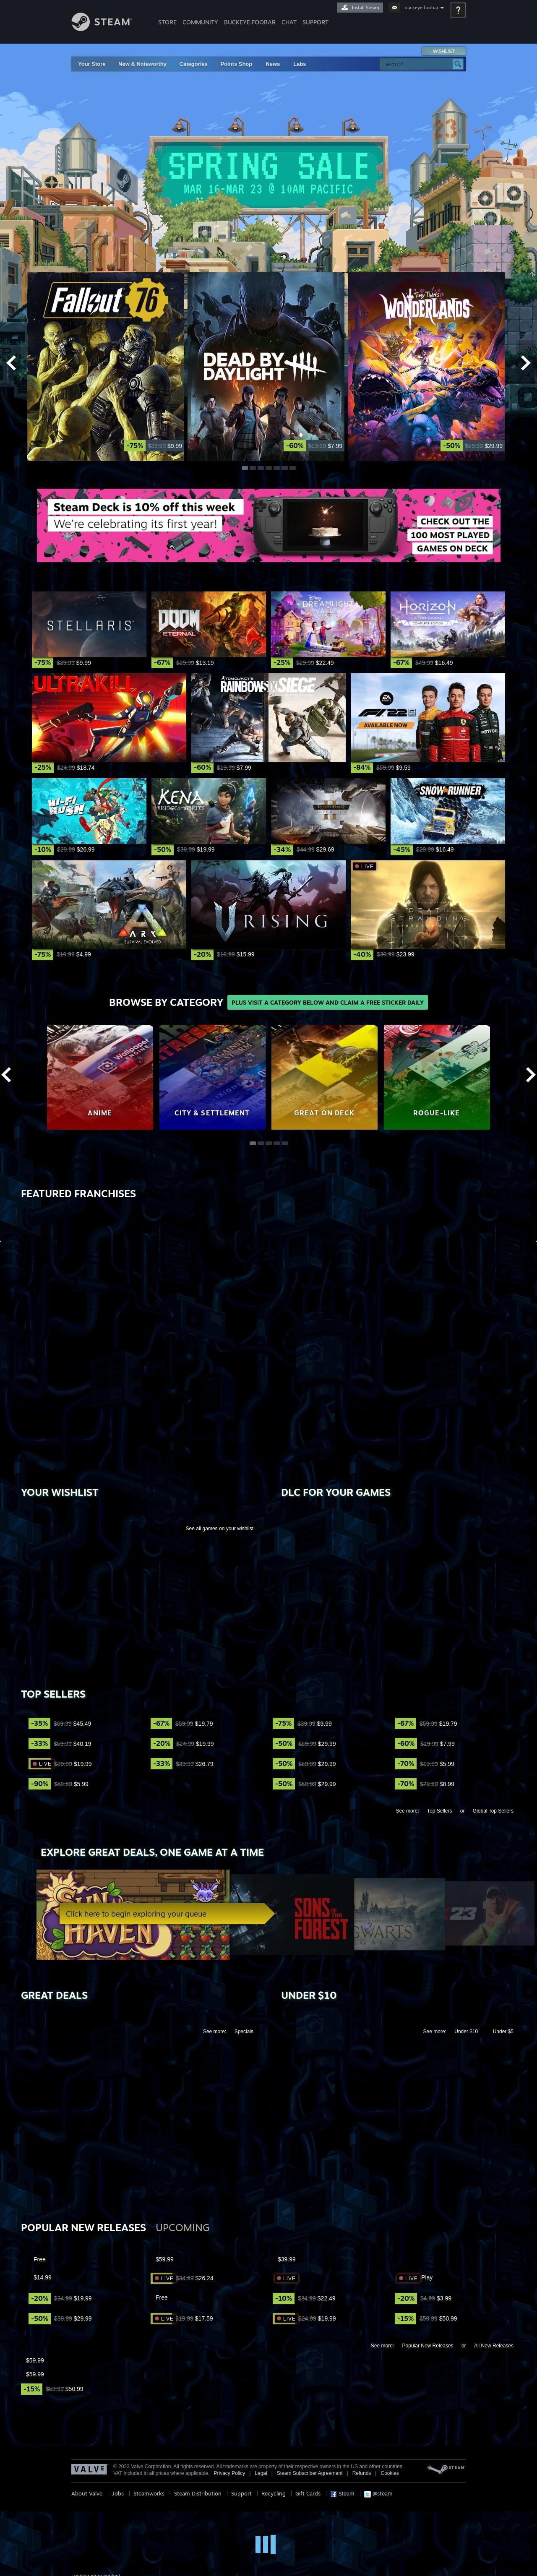 Install Steam
buckeye.foobar
?
STEAM
STORE COMMUNITY BUCKEYE.FOOBAR CHAT SUPPORT
WISHLIST
Your Store New & Noteworthy Categories Points Shop News Labs
search
23
SPRING SALE
MAR 16-MAR 23 @ 10AM PACIFIC
Fallout 76
DEAD BY DAYLIGHT
Tiny Tina's
WONDERLANDS
-75% $9.99
-60% $19.99 $7.99
-50% $59.99 $29.99
Steam Deck is 10% off this week
We're celebrating its first year!
CHECK OUT THE
100 MOST PLAYED
GAMES ON DECK
STELLARIS
DOOM
ETERNAL
Disney
DREAMLIGHT
VALLEY
HORIZON
-75% $39.99 $9.99
-67% $39.99 $13.19
-25% $29.99 $22.49
-67% $49.99 $16.49
ULTRAKILL
TOM CLANCY'S
RAINBOW SIX SIEGE
F1 22
AVAILABLE NOW
-25% $24.99 $18.74
-60% $19.99 $7.99
-84% $59.99 $9.59
HI-FI RUSH
KENA
SNOWRUNNER
-10% $29.99 $26.99
-50% $39.99 $19.99
-34% $44.99 $29.69
-45% $29.99 $16.49
ARK
SURVIVAL EVOLVED
V RISING
LIVE
DEATH STRANDING
-75% $19.99 $4.99
-20% $19.99 $15.99
-40% $39.99 $23.99
BROWSE BY CATEGORY PLUS VISIT A CATEGORY BELOW AND CLAIM A FREE STICKER DAILY
ANIME
CITY & SETTLEMENT
GREAT ON DECK
ROGUE-LIKE
FEATURED FRANCHISES
YOUR WISHLIST DLC FOR YOUR GAMES
See all games on your wishlist
TOP SELLERS
-35% $69.99 $45.49 -67% $59.99 $19.79 -75% $39.99 $9.99 -67% $59.99 $19.79
-33% $59.99 $40.19 -20% $24.99 $19.99 -50% $59.99 $29.99 -60% $19.99 $7.99
LIVE $39.99 $19.99 -33% $39.99 $26.79 -50% $59.99 $29.99 -70% $19.99 $5.99
-90% $59.99 $5.99 -50% $59.99 $29.99 -70% $29.99 $8.99
See more: Top Sellers or Global Top Sellers
EXPLORE GREAT DEALS, ONE GAME AT A TIME
SUN HAVEN
Click here to begin exploring your queue
SONS OF THE FOREST
GWARTS
23
GREAT DEALS UNDER $10
See more: Specials
See more: Under $10 Under $5
POPULAR NEW RELEASES UPCOMING
Free $59.99 $39.99
$14.99 LIVE $34.99 $26.24 LIVE LIVE Play
-20% $24.99 $19.99 Free -10% $24.99 $22.49 -20% $4.99 $3.99
-50% $59.99 $29.99 LIVE $19.99 $17.59 LIVE $24.99 $19.99 -15% $59.99 $50.99
See more: Popular New Releases or All New Releases
$59.99
$59.99
-15% $59.99 $50.99
VALVE
© 2023 Valve Corporation. All rights reserved. All trademarks are property of their respective owners in the US and other countries.
VAT included in all prices where applicable. Privacy Policy | Legal | Steam Subscriber Agreement | Refunds | Cookies
STEAM
About Valve | Jobs | Steamworks | Steam Distribution | Support | Recycling | Gift Cards | Steam | @steam